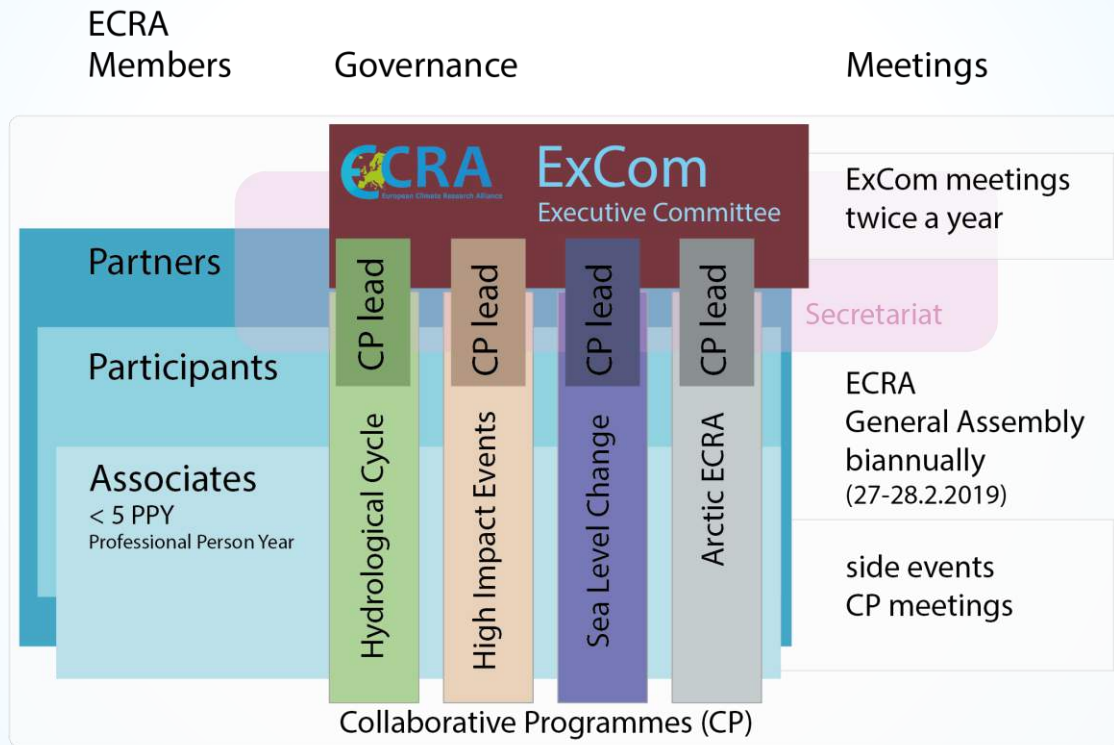 ECRA
Members
Governance
Meetings
ECRA
European Climate Research Alliance
ExCom
Executive Committee
ExCom meetings
twice a year
Partners
Secretariat
Participants
Associates
< 5 PPY
Professional Person Year
CP lead
CP lead
CP lead
CP lead
Hydrological Cycle
High Impact Events
Sea Level Change
Arctic ECRA
ECRA
General Assembly
biannually
(27-28.2.2019)
side events
CP meetings
Collaborative Programmes (CP)